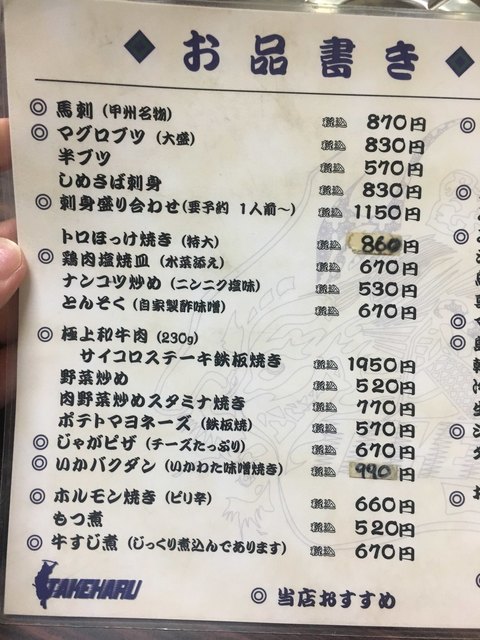 ◆ お品書き ◆
◎ 馬刺（甲州名物） 税込 870円
◎ マグロブツ（大盛） 税込 830円
半ブツ 税込 570円
しめさば刺身 税込 830円
◎ 刺身盛り合わせ（要予約 1人前〜） 税込 1150円
トロほっけ焼き（特大） 税込 860円
◎ 鶏肉塩焼皿（水菜添え） 税込 670円
ナンコツ炒め（ニンニク塩味） 税込 530円
とんそく（自家製酢味噌） 税込 670円
◎ 極上和牛肉（230g）
サイコロステーキ鉄板焼き 税込 1950円
野菜炒め 税込 520円
肉野菜炒めスタミナ焼き 税込 770円
ポテトマヨネーズ（鉄板焼） 税込 570円
◎ じゃがピザ（チーズたっぷり） 税込 670円
◎ いかバクダン（いかわた味噌焼き） 税込 990円
◎ ホルモン焼き（ピリ辛） 税込 660円
もつ煮 税込 520円
◎ 牛すじ煮（じっくり煮込んであります） 税込 670円
TAKEHARU
◎ 当店おすすめ